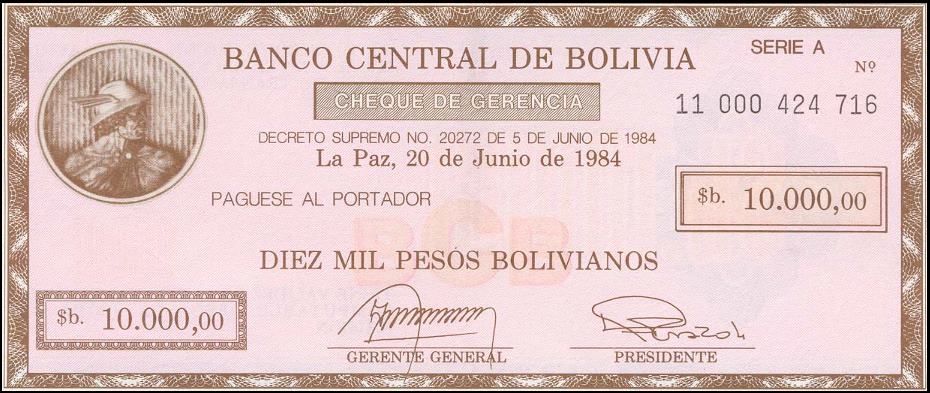 BANCO CENTRAL DE BOLIVIA
SERIE A
Nº
CHEQUE DE GERENCIA
11 000 424 716
DECRETO SUPREMO NO. 20272 DE 5 DE JUNIO DE 1984
La Paz, 20 de Junio de 1984
PAGUESE AL PORTADOR
$b. 10.000,00
BCB
DIEZ MIL PESOS BOLIVIANOS
$b. 10.000,00
GERENTE GENERAL
PRESIDENTE